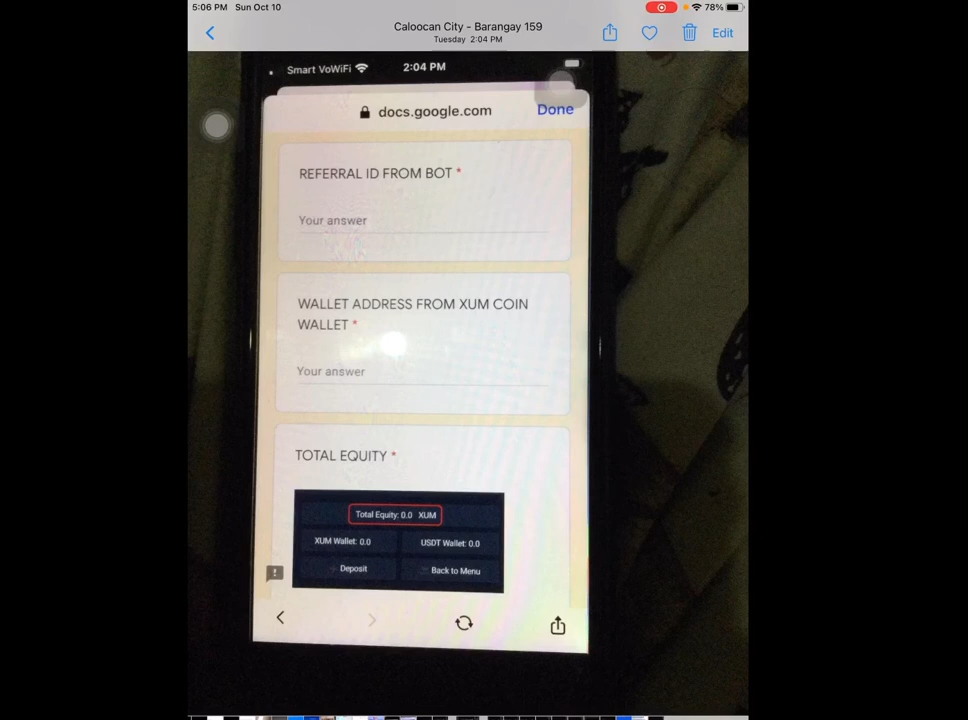 5:06 PM Sun Oct 10
78%
Caloocan City - Barangay 159
Tuesday 2:04 PM
Edit
Smart VoWiFi
2:04 PM
docs.google.com
Done
REFERRAL ID FROM BOT *
Your answer
WALLET ADDRESS FROM XUM COIN
WALLET *
Your answer
TOTAL EQUITY *
Total Equity: 0.0 XUM
XUM Wallet: 0.0
USDT Wallet: 0.0
Deposit
Back to Menu